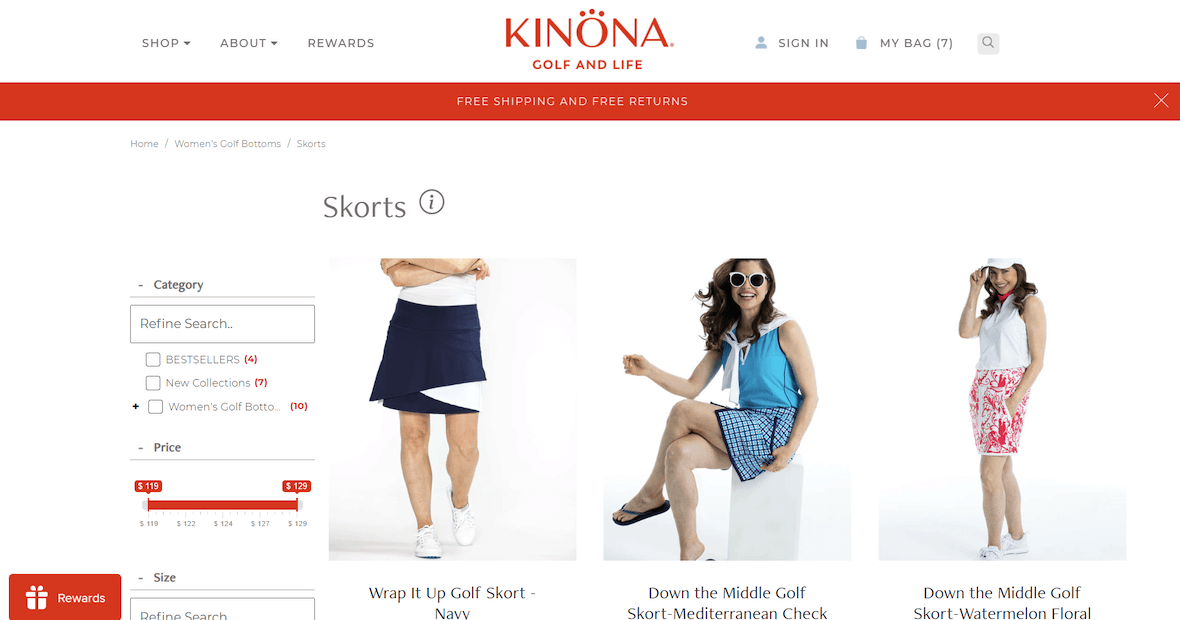 SHOP
ABOUT
REWARDS
KINÖNA
GOLF AND LIFE
SIGN IN
MY BAG (7)
FREE SHIPPING AND FREE RETURNS
Home / Women's Golf Bottoms / Skorts
Skorts i
- Category
Refine Search..
BESTSELLERS (4)
New Collections (7)
+ Women's Golf Botto... (10)
- Price
$ 119 $ 129
$ 119 $ 122 $ 124 $ 127 $ 129
- Size
Refine Search..
Rewards
Wrap It Up Golf Skort -
Navy
Down the Middle Golf
Skort-Mediterranean Check
Down the Middle Golf
Skort-Watermelon Floral